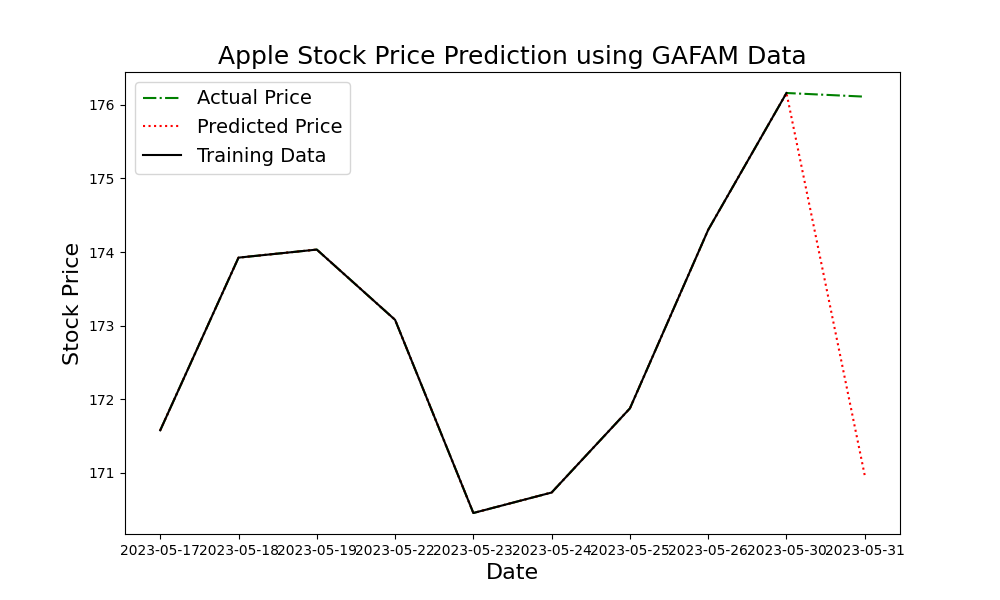 Apple Stock Price Prediction using GAFAM Data
Actual Price
Predicted Price
Training Data
Stock Price
176
175
174
173
172
171
2023-05-17 2023-05-18 2023-05-19 2023-05-22 2023-05-23 2023-05-24 2023-05-25 2023-05-26 2023-05-30 2023-05-31
Date